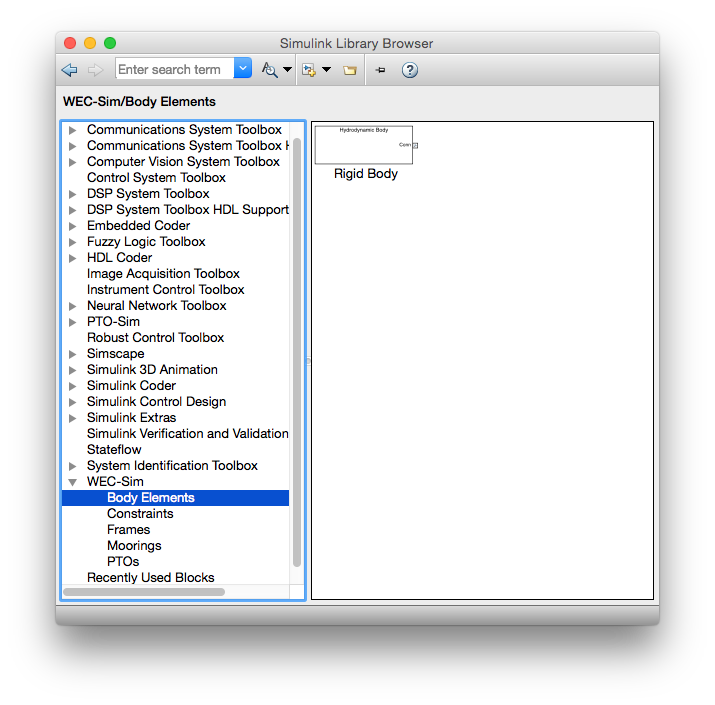 Simulink Library Browser
Enter search term
WEC-Sim/Body Elements
Communications System Toolbox
Communications System Toolbox H
Computer Vision System Toolbox
Control System Toolbox
DSP System Toolbox
DSP System Toolbox HDL Support
Embedded Coder
Fuzzy Logic Toolbox
HDL Coder
Image Acquisition Toolbox
Instrument Control Toolbox
Neural Network Toolbox
PTO-Sim
Robust Control Toolbox
Simscape
Simulink 3D Animation
Simulink Coder
Simulink Control Design
Simulink Extras
Simulink Verification and Validation
Stateflow
System Identification Toolbox
WEC-Sim
Body Elements
Constraints
Frames
Moorings
PTOs
Recently Used Blocks
Hydrodynamic Body
Conn
Rigid Body